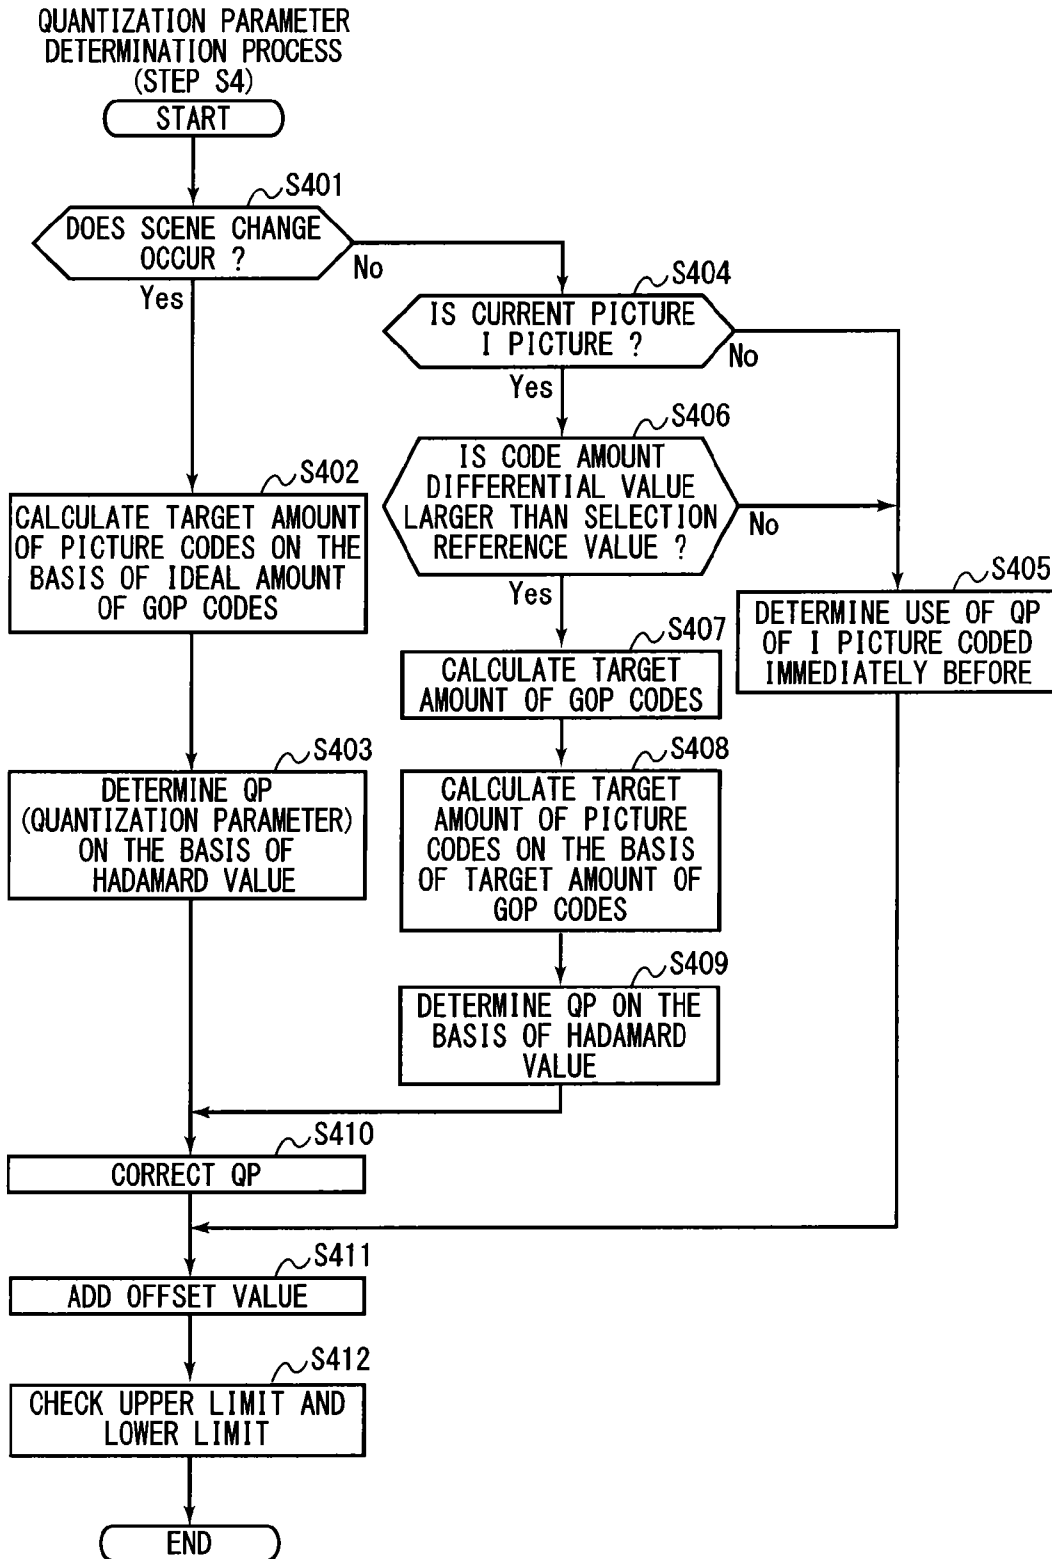 QUANTIZATION PARAMETER
DETERMINATION PROCESS
(STEP S4)
START
S401
DOES SCENE CHANGE
OCCUR ?
No
Yes
S404
IS CURRENT PICTURE
I PICTURE ?
No
Yes
S406
IS CODE AMOUNT
DIFFERENTIAL VALUE
LARGER THAN SELECTION
REFERENCE VALUE ?
No
Yes
S402
CALCULATE TARGET AMOUNT
OF PICTURE CODES ON THE
BASIS OF IDEAL AMOUNT
OF GOP CODES
S405
DETERMINE USE OF QP
OF I PICTURE CODED
IMMEDIATELY BEFORE
S407
CALCULATE TARGET
AMOUNT OF GOP CODES
S403
DETERMINE QP
(QUANTIZATION PARAMETER)
ON THE BASIS OF
HADAMARD VALUE
S408
CALCULATE TARGET
AMOUNT OF PICTURE
CODES ON THE BASIS
OF TARGET AMOUNT OF
GOP CODES
S409
DETERMINE QP ON THE
BASIS OF HADAMARD
VALUE
S410
CORRECT QP
S411
ADD OFFSET VALUE
S412
CHECK UPPER LIMIT AND
LOWER LIMIT
END